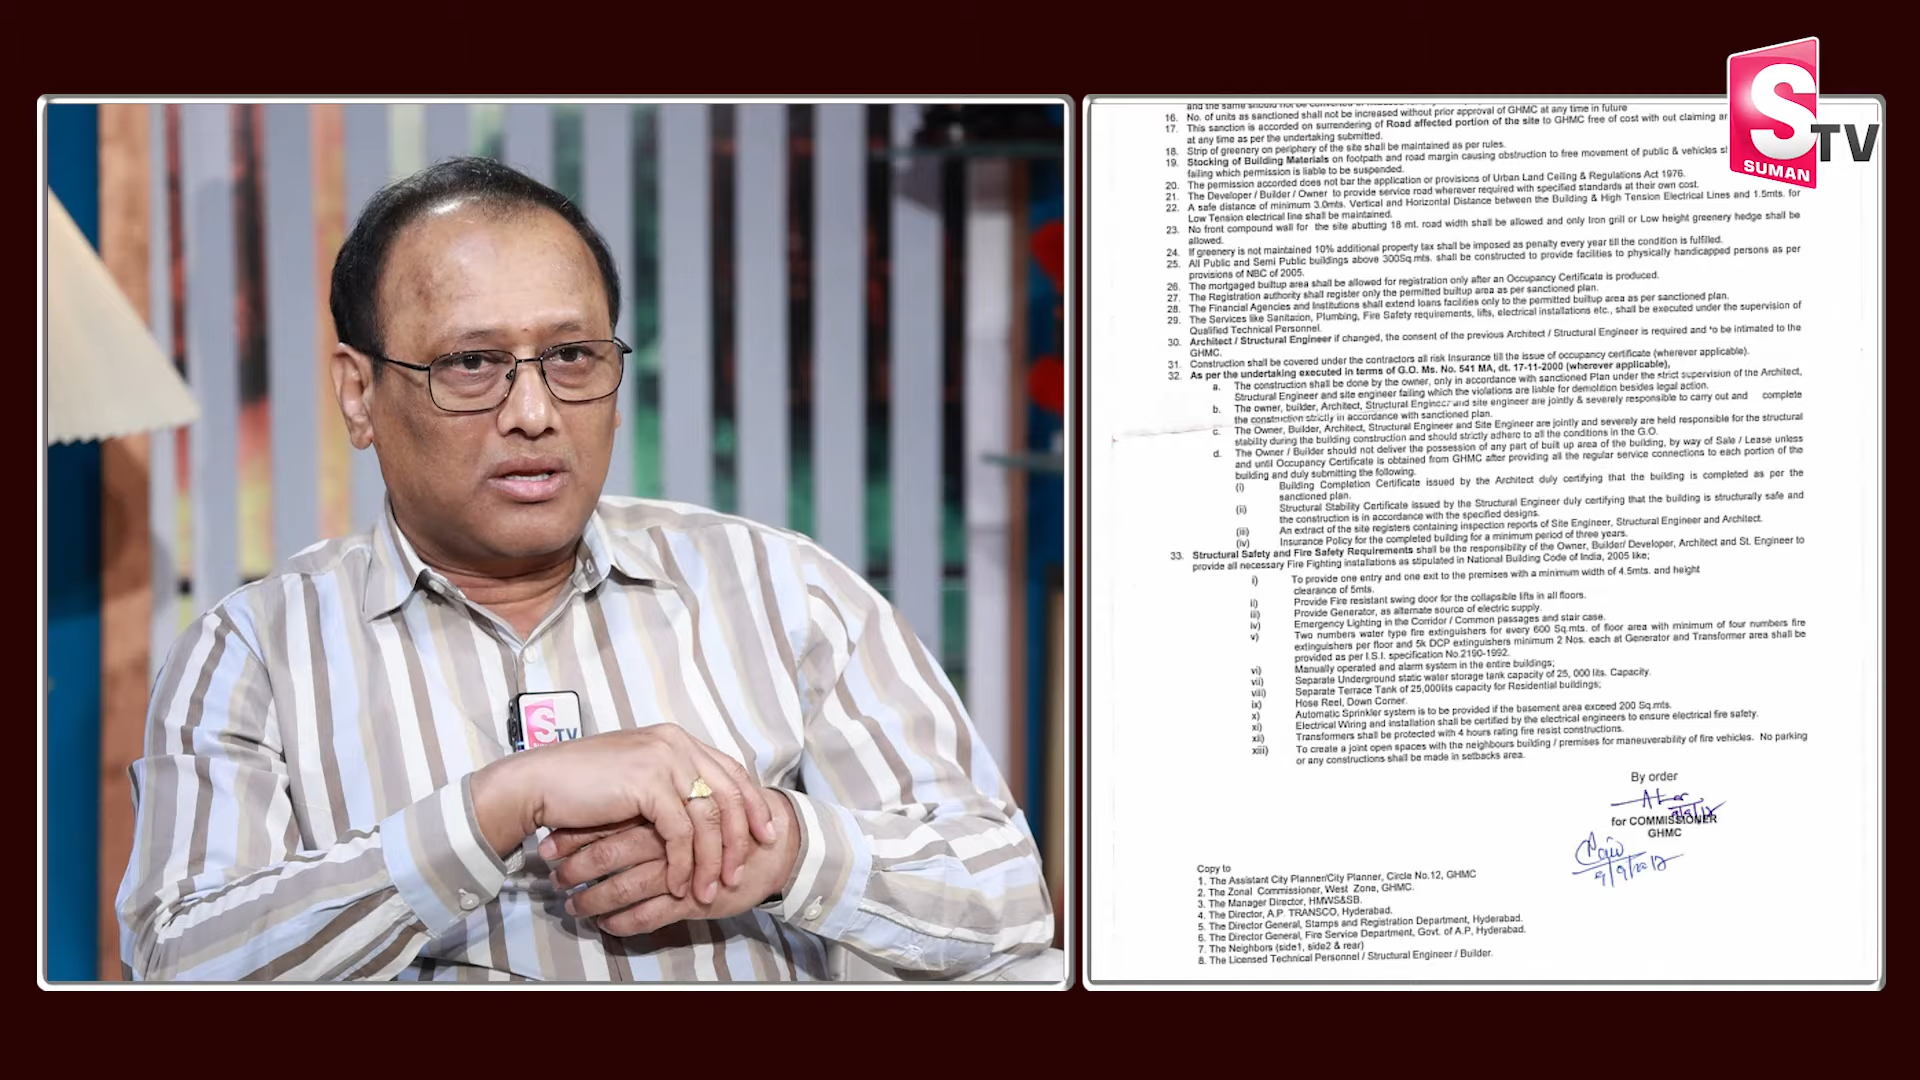 S
TV
SUMAN
S
TV
SUMAN
16. No. of units as sanctioned shall not be increased without prior approval of GHMC at any time in future
17. This sanction is accorded on surrendering of Road affected portion of the site to GHMC free of cost with out claiming
at any time as per the undertaking submitted.
18. Strip of greenery on periphery of the site shall be maintained as per rules.
19. Stocking of Building Materials on footpath and road margin causing obstruction to free movement of public & vehicles
failing which permission is liable to be suspended.
20. The permission accorded does not bar the application or provisions of Urban Land Ceiling & Regulations Act 1976.
21. The Developer / Builder / Owner to provide service road wherever required with specified standards at their own cost.
22. A safe distance of minimum 3.0mts. Vertical and Horizontal Distance between the Building & High Tension Electrical Lines and 1.5mts. for
Low Tension electrical line shall be maintained.
23. No front compound wall for the site abutting 18 mt. road width shall be allowed and only Iron grill or Low height greenery hedge shall be
allowed.
24. If greenery is not maintained 10% additional property tax shall be imposed as penalty every year till the condition is fulfilled.
25. All Public and Semi Public buildings above 300Sq.mts. shall be constructed to provide facilities to physically handicapped persons as per
provisions of NBC of 2005.
26. The mortgaged builtup area shall be allowed for registration only after an Occupancy Certificate is produced.
27. The Registration authority shall register only the permitted builtup area as per sanctioned plan.
28. The Financial Agencies and Institutions shall extend loans facilities only to the permitted builtup area as per sanctioned plan.
29. The Services like Sanitation, Plumbing, Fire Safety requirements, lifts, electrical installations etc., shall be executed under the supervision of
Qualified Technical Personnel.
30. Architect / Structural Engineer if changed, the consent of the previous Architect / Structural Engineer is required and *o be intimated to the
GHMC.
31. Construction shall be covered under the contractors all risk Insurance till the issue of occupancy certificate (wherever applicable).
32. As per the undertaking executed in terms of G.O. Ms. No. 541 MA, dt. 17-11-2000 (wherever applicable),
a. The construction shall be done by the owner, only in accordance with sanctioned Plan under the strict supervision of the Architect,
Structural Engineer and site engineer failing which the violations are liable for demolition besides legal action.
b. The owner, builder, Architect, Structural Engineer and site engineer are jointly & severely responsible to carry out and complete
the construction strictly in accordance with sanctioned plan.
c. The Owner, Builder, Architect, Structural Engineer and Site Engineer are jointly and severely are held responsible for the structural
stability during the building construction and should strictly adhere to all the conditions in the G.O.
d. The Owner / Builder should not deliver the possession of any part of built up area of the building, by way of Sale / Lease unless
and until Occupancy Certificate is obtained from GHMC after providing all the regular service connections to each portion of the
building and duly submitting the following.
(i) Building Completion Certificate issued by the Architect duly certifying that the building is completed as per the
sanctioned plan.
(ii) Structural Stability Certificate issued by the Structural Engineer duly certifying that the building is structurally safe and
the construction is in accordance with the specified designs.
(iii) An extract of the site registers containing inspection reports of Site Engineer, Structural Engineer and Architect.
(iv) Insurance Policy for the completed building for a minimum period of three years.
33. Structural Safety and Fire Safety Requirements shall be the responsibility of the Owner, Builder/ Developer, Architect and St. Engineer to
provide all necessary Fire Fighting installations as stipulated in National Building Code of India, 2005 like;
i) To provide one entry and one exit to the premises with a minimum width of 4.5mts. and height
clearance of 5mts.
ii) Provide Fire resistant swing door for the collapsible lifts in all floors.
iii) Provide Generator, as alternate source of electric supply.
iv) Emergency Lighting in the Corridor / Common passages and stair case.
v) Two numbers water type fire extinguishers for every 600 Sq.mts. of floor area with minimum of four numbers fire
extinguishers per floor and 5k DCP extinguishers minimum 2 Nos. each at Generator and Transformer area shall be
provided as per I.S.I. specification No.2190-1992.
vi) Manually operated and alarm system in the entire buildings;
vii) Separate Underground static water storage tank capacity of 25, 000 lits. Capacity.
viii) Separate Terrace Tank of 25,000lits capacity for Residential buildings;
ix) Hose Reel, Down Corner.
x) Automatic Sprinkler system is to be provided if the basement area exceed 200 Sq.mts.
xi) Electrical Wiring and installation shall be certified by the electrical engineers to ensure electrical fire safety.
xii) Transformers shall be protected with 4 hours rating fire resist constructions.
xiii) To create a joint open spaces with the neighbours building / premises for maneuverability of fire vehicles. No parking
or any constructions shall be made in setbacks area.
By order
for COMMISSIONER
GHMC
Copy to
1. The Assistant City Planner/City Planner, Circle No.12, GHMC
2. The Zonal Commissioner, West Zone, GHMC.
3. The Manager Director, HMWS&SB.
4. The Director, A.P. TRANSCO, Hyderabad.
5. The Director General, Stamps and Registration Department, Hyderabad.
6. The Director General, Fire Service Department, Govt. of A.P, Hyderabad.
7. The Neighbors (side1, side2 & rear)
8. The Licensed Technical Personnel / Structural Engineer / Builder.